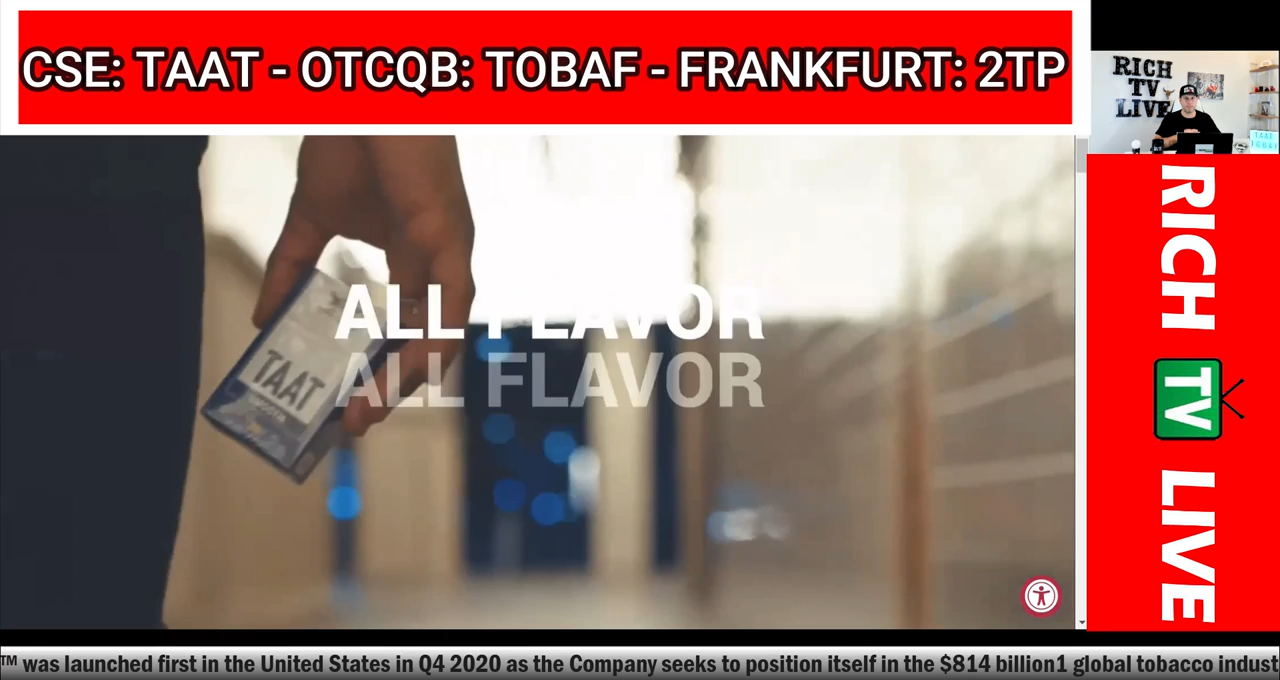 CSE: TAAT - OTCQB: TOBAF - FRANKFURT: 2TP
RICH
TV
LIVE
ALL FLAVOR
ALL FLAVOR
TAAT
RICH
TV
LIVE
™ was launched first in the United States in Q4 2020 as the Company seeks to position itself in the $814 billion1 global tobacco indust